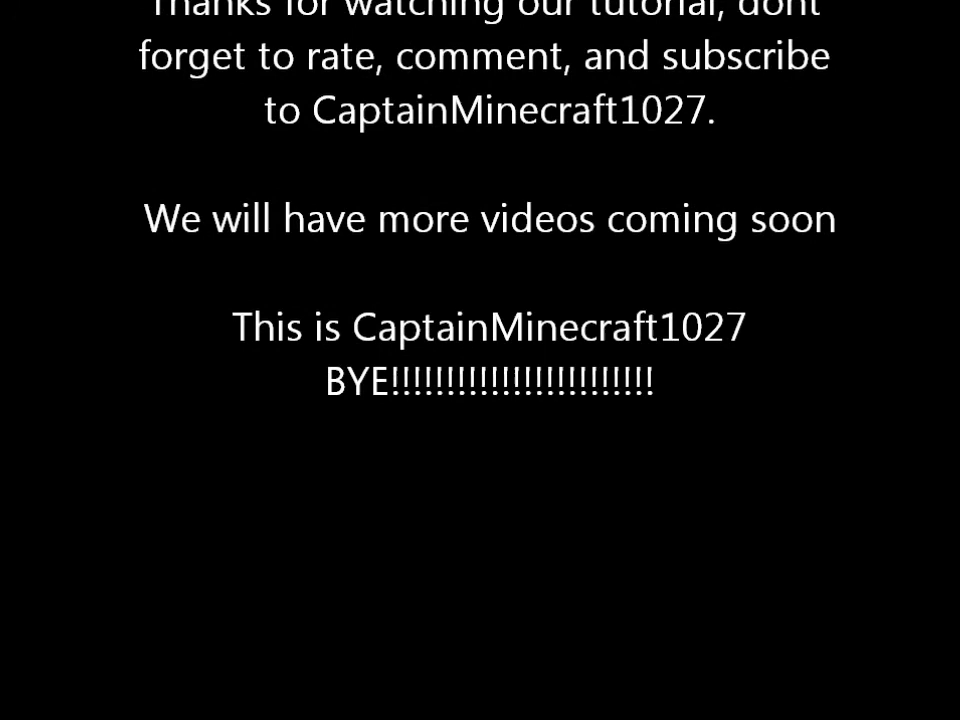 Thanks for watching our tutorial, dont
forget to rate, comment, and subscribe
to CaptainMinecraft1027.
We will have more videos coming soon
This is CaptainMinecraft1027
BYE!!!!!!!!!!!!!!!!!!!!!!!!